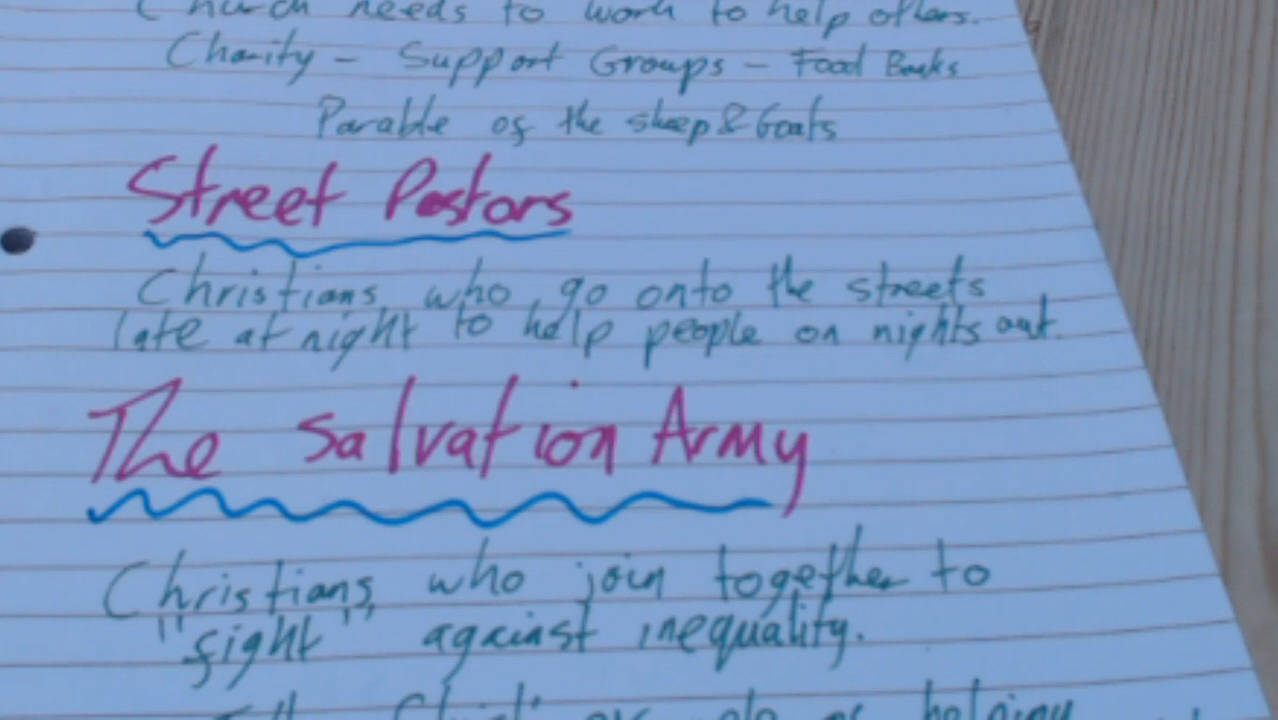 Church needs to work to help others.
Charity - Support Groups - Food Banks
Parable of the sheep & Goats
Street Pastors
Christians who go onto the streets
late at night to help people on nights out.
The Salvation Army
Christians who join together to
"fight" against inequality.
helping